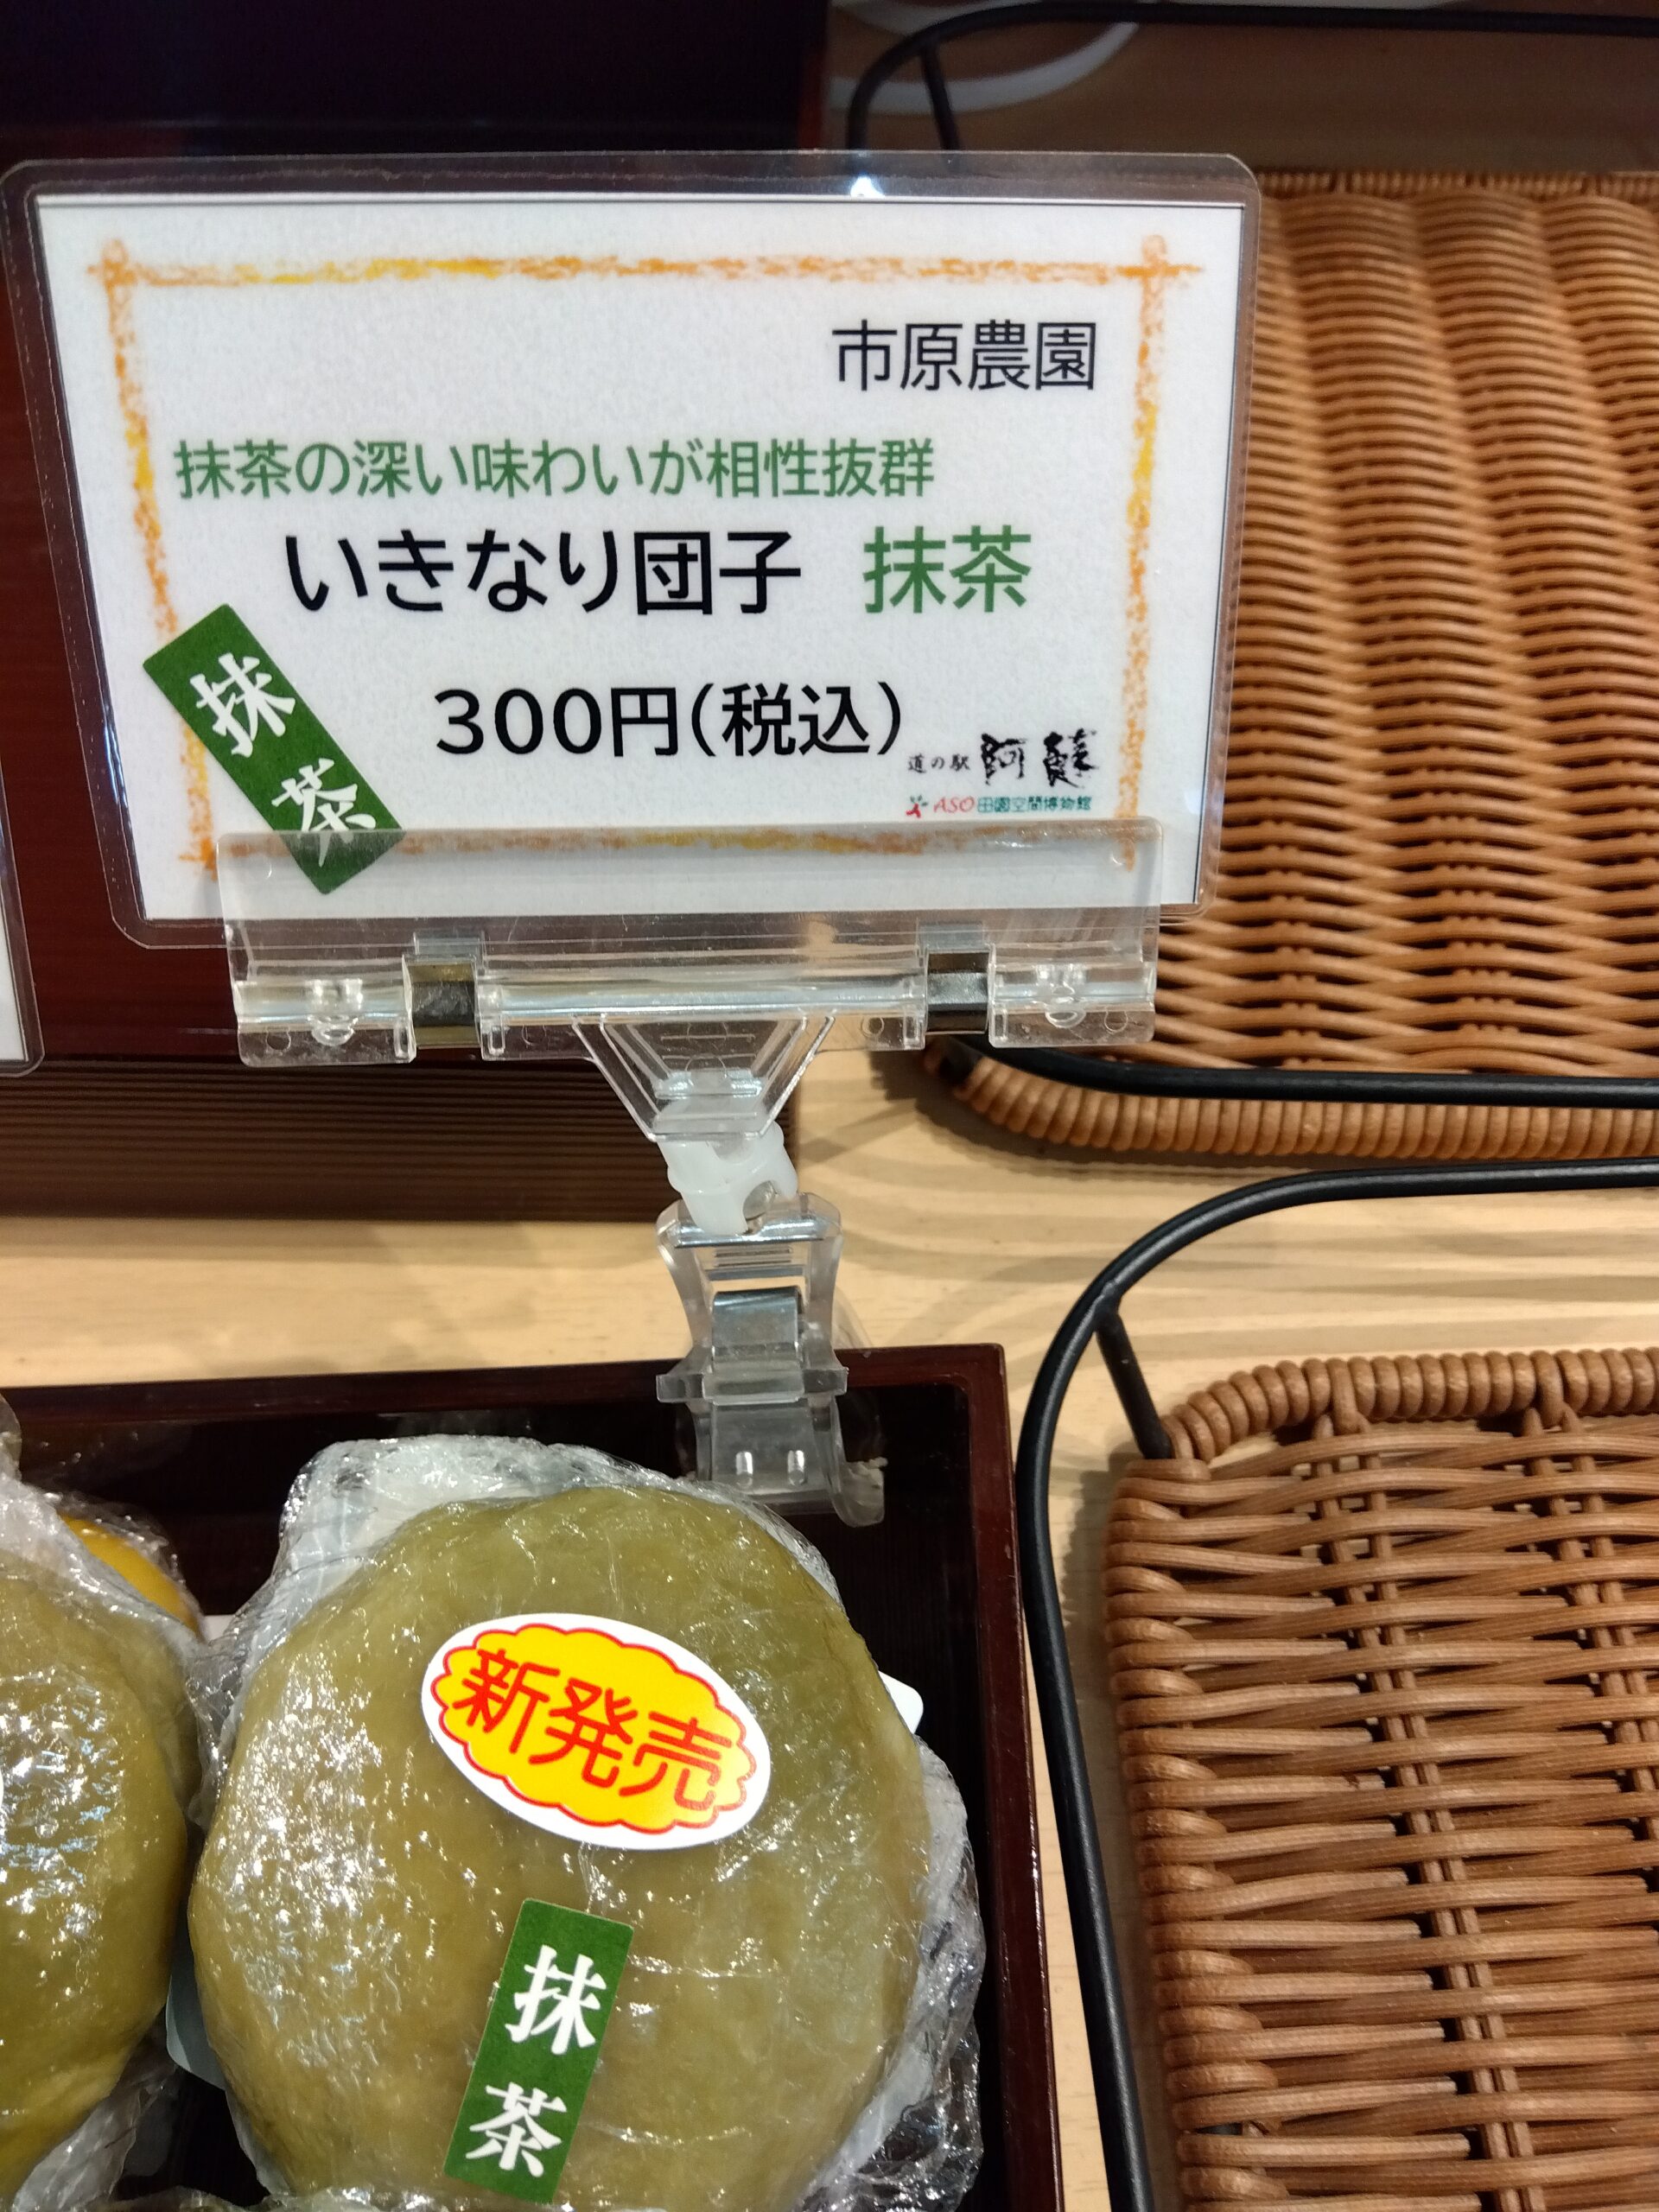 市原農園
抹茶の深い味わいが相性抜群
いきなり団子　抹茶
抹茶
300円(税込)
道の駅 阿蘇
ASO田園空間博物館
新発売
抹茶